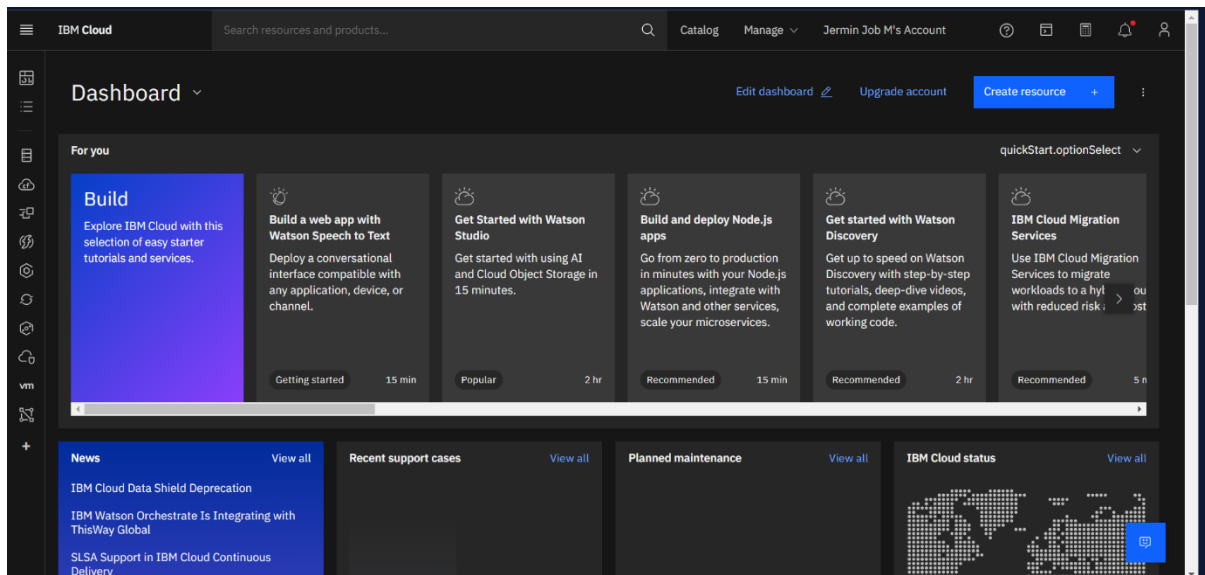 IBM Cloud
Search resources and products...
Catalog
Manage
Jermin Job M's Account
Dashboard
Edit dashboard
Upgrade account
Create resource +
For you
quickStart.optionSelect
Build
Explore IBM Cloud with this
selection of easy starter
tutorials and services.
Build a web app with
Watson Speech to Text
Deploy a conversational
interface compatible with
any application, device, or
channel.
Getting started
15 min
Get Started with Watson
Studio
Get started with using AI
and Cloud Object Storage in
15 minutes.
Popular
2 hr
Build and deploy Node.js
apps
Go from zero to production
in minutes with your Node.js
applications, integrate with
Watson and other services,
scale your microservices.
Recommended
15 min
Get started with Watson
Discovery
Get up to speed on Watson
Discovery with step-by-step
tutorials, deep-dive videos,
and complete examples of
working code.
Recommended
2 hr
IBM Cloud Migration
Services
Use IBM Cloud Migration
Services to migrate
workloads to a
with reduced risk
Recommended
5
vm
News
View all
IBM Cloud Data Shield Deprecation
IBM Watson Orchestrate Is Integrating with
ThisWay Global
SLSA Support in IBM Cloud Continuous
Delivery
Recent support cases
View all
Planned maintenance
View all
IBM Cloud status
View all